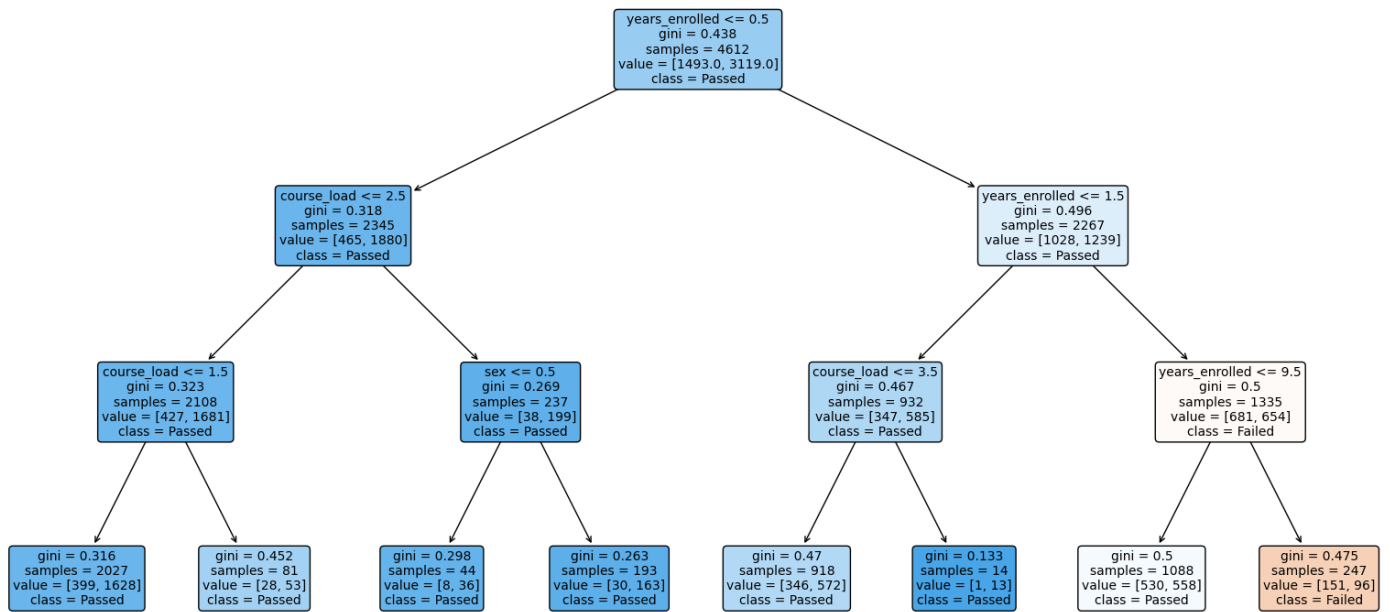 years_enrolled <= 0.5
gini = 0.438
samples = 4612
value = [1493.0, 3119.0]
class = Passed
course_load <= 2.5
gini = 0.318
samples = 2345
value = [465, 1880]
class = Passed
years_enrolled <= 1.5
gini = 0.496
samples = 2267
value = [1028, 1239]
class = Passed
course_load <= 1.5
gini = 0.323
samples = 2108
value = [427, 1681]
class = Passed
sex <= 0.5
gini = 0.269
samples = 237
value = [38, 199]
class = Passed
course_load <= 3.5
gini = 0.467
samples = 932
value = [347, 585]
class = Passed
years_enrolled <= 9.5
gini = 0.5
samples = 1335
value = [681, 654]
class = Failed
gini = 0.316
samples = 2027
value = [399, 1628]
class = Passed
gini = 0.452
samples = 81
value = [28, 53]
class = Passed
gini = 0.298
samples = 44
value = [8, 36]
class = Passed
gini = 0.263
samples = 193
value = [30, 163]
class = Passed
gini = 0.47
samples = 918
value = [346, 572]
class = Passed
gini = 0.133
samples = 14
value = [1, 13]
class = Passed
gini = 0.5
samples = 1088
value = [530, 558]
class = Passed
gini = 0.475
samples = 247
value = [151, 96]
class = Failed